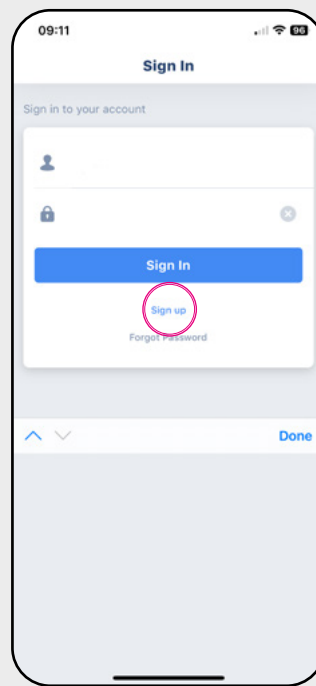 09:11
96
Sign In
Sign in to your account
Sign In
Sign up
Forgot Password
Done